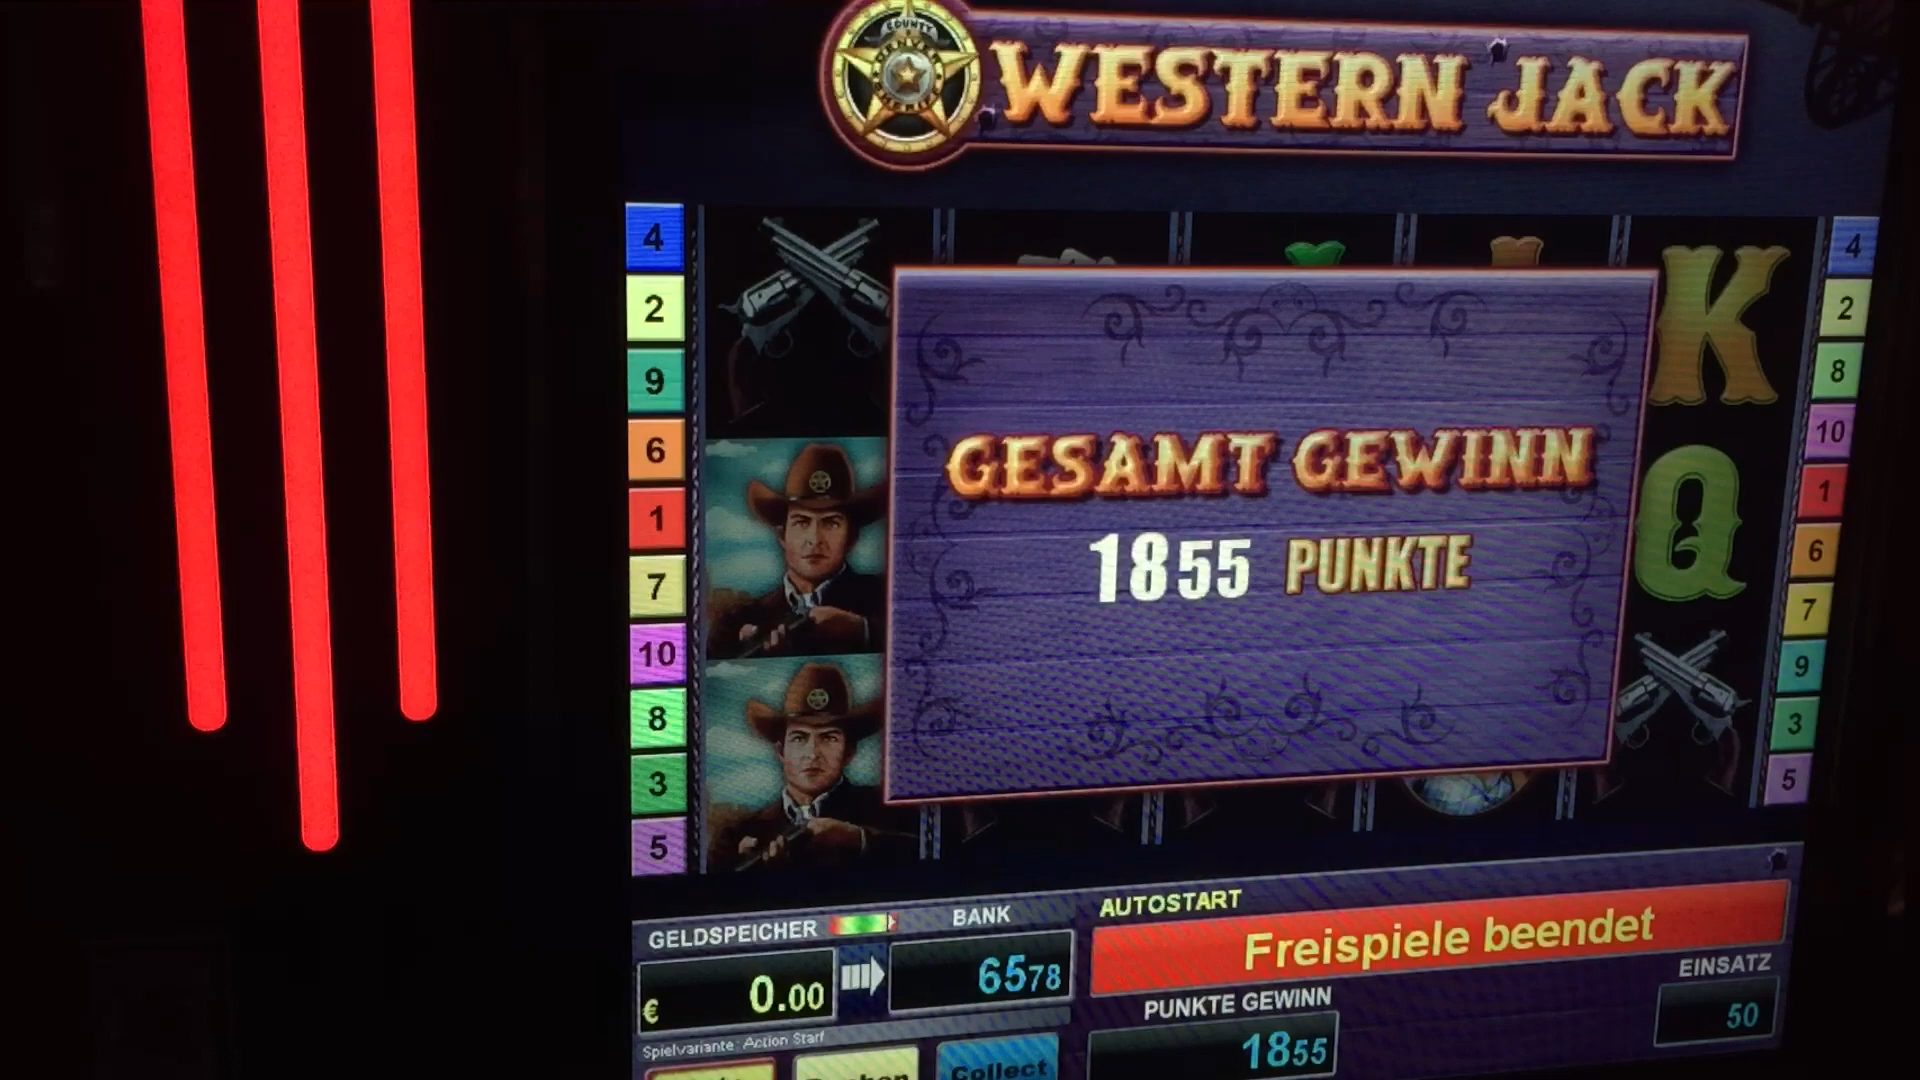 COUNTY
DENVER
SHERIFF
WESTERN JACK
4
2
9
6
1
7
10
8
3
5
K
Q
4
2
8
10
1
6
7
9
3
5
GESAMT GEWINN
1855 PUNKTE
GELDSPEICHER
BANK
AUTOSTART
Freispiele beendet
€ 0.00
6578
PUNKTE GEWINN
EINSATZ
1855
50
Spielvariante: Action Star!
Collect